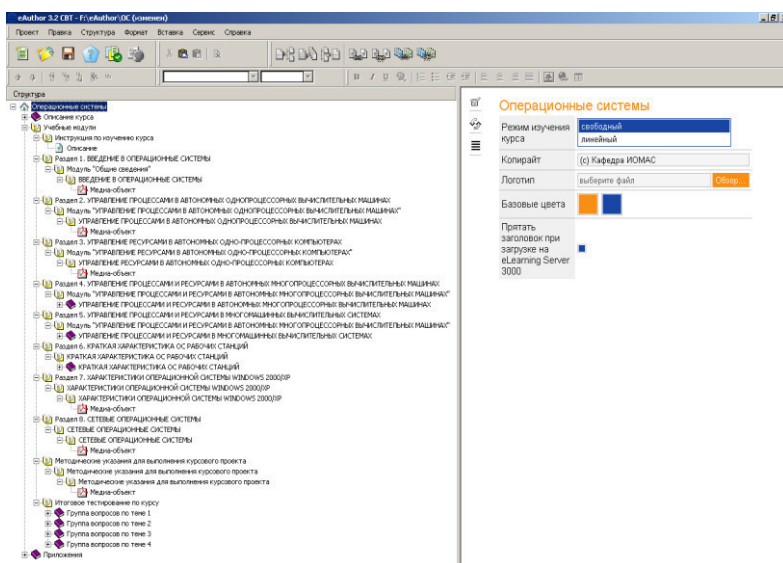 eAuthor 3.2 CBT - F:\eAuthor\ОС (изменен)
Проект Правка Структура Формат Вставка Сервис Справка
Структура
Операционные системы
Описание курса
Учебные модули
Инструкция по изучению курса
Описание
Раздел 1. ВВЕДЕНИЕ В ОПЕРАЦИОННЫЕ СИСТЕМЫ
Модуль "Общие сведения"
ВВЕДЕНИЕ В ОПЕРАЦИОННЫЕ СИСТЕМЫ
Медиа-объект
Раздел 2. УПРАВЛЕНИЕ ПРОЦЕССАМИ В АВТОНОМНЫХ ОДНОПРОЦЕССОРНЫХ ВЫЧИСЛИТЕЛЬНЫХ МАШИНАХ
Модуль "УПРАВЛЕНИЕ ПРОЦЕССАМИ В АВТОНОМНЫХ ОДНОПРОЦЕССОРНЫХ ВЫЧИСЛИТЕЛЬНЫХ МАШИНАХ"
УПРАВЛЕНИЕ ПРОЦЕССАМИ В АВТОНОМНЫХ ОДНОПРОЦЕССОРНЫХ ВЫЧИСЛИТЕЛЬНЫХ МАШИНАХ
Медиа-объект
Раздел 3. УПРАВЛЕНИЕ РЕСУРСАМИ В АВТОНОМНЫХ ОДНО-ПРОЦЕССОРНЫХ КОМПЬЮТЕРАХ
Модуль "УПРАВЛЕНИЕ РЕСУРСАМИ В АВТОНОМНЫХ ОДНО-ПРОЦЕССОРНЫХ КОМПЬЮТЕРАХ"
УПРАВЛЕНИЕ РЕСУРСАМИ В АВТОНОМНЫХ ОДНО-ПРОЦЕССОРНЫХ КОМПЬЮТЕРАХ
Медиа-объект
Раздел 4. УПРАВЛЕНИЕ ПРОЦЕССАМИ И РЕСУРСАМИ В АВТОНОМНЫХ МНОГОПРОЦЕССОРНЫХ ВЫЧИСЛИТЕЛЬНЫХ МАШИНАХ
Модуль "УПРАВЛЕНИЕ ПРОЦЕССАМИ И РЕСУРСАМИ В АВТОНОМНЫХ МНОГОПРОЦЕССОРНЫХ ВЫЧИСЛИТЕЛЬНЫХ МАШИНАХ"
УПРАВЛЕНИЕ ПРОЦЕССАМИ И РЕСУРСАМИ В АВТОНОМНЫХ МНОГОПРОЦЕССОРНЫХ ВЫЧИСЛИТЕЛЬНЫХ МАШИНАХ
Раздел 5. УПРАВЛЕНИЕ ПРОЦЕССАМИ И РЕСУРСАМИ В МНОГОМАШИННЫХ ВЫЧИСЛИТЕЛЬНЫХ СИСТЕМАХ
Модуль "УПРАВЛЕНИЕ ПРОЦЕССАМИ И РЕСУРСАМИ В АВТОНОМНЫХ МНОГОПРОЦЕССОРНЫХ ВЫЧИСЛИТЕЛЬНЫХ МАШИНАХ"
УПРАВЛЕНИЕ ПРОЦЕССАМИ И РЕСУРСАМИ В МНОГОМАШИННЫХ ВЫЧИСЛИТЕЛЬНЫХ СИСТЕМАХ
Раздел 6. КРАТКАЯ ХАРАКТЕРИСТИКА ОС РАБОЧИХ СТАНЦИЙ
КРАТКАЯ ХАРАКТЕРИСТИКА ОС РАБОЧИХ СТАНЦИЙ
КРАТКАЯ ХАРАКТЕРИСТИКА ОС РАБОЧИХ СТАНЦИЙ
Раздел 7. ХАРАКТЕРИСТИКИ ОПЕРАЦИОННОЙ СИСТЕМЫ WINDOWS 2000/XP
ХАРАКТЕРИСТИКИ ОПЕРАЦИОННОЙ СИСТЕМЫ WINDOWS 2000/XP
ХАРАКТЕРИСТИКИ ОПЕРАЦИОННОЙ СИСТЕМЫ WINDOWS 2000/XP
Медиа-объект
Раздел 8. СЕТЕВЫЕ ОПЕРАЦИОННЫЕ СИСТЕМЫ
СЕТЕВЫЕ ОПЕРАЦИОННЫЕ СИСТЕМЫ
СЕТЕВЫЕ ОПЕРАЦИОННЫЕ СИСТЕМЫ
Медиа-объект
Методические указания для выполнения курсового проекта
Методические указания для выполнения курсового проекта
Методические указания для выполнения курсового проекта
Медиа-объект
Итоговое тестирование по курсу
Группа вопросов по теме 1
Группа вопросов по теме 2
Группа вопросов по теме 3
Группа вопросов по теме 4
Приложения
Операционные системы
Режим изучения
курса
свободный
линейный
Копирайт
(c) Кафедра ИОМАС
Логотип
выберите файл
Обзор...
Базовые цвета
Прятать
заголовок при
загрузке на
eLearning Server
3000